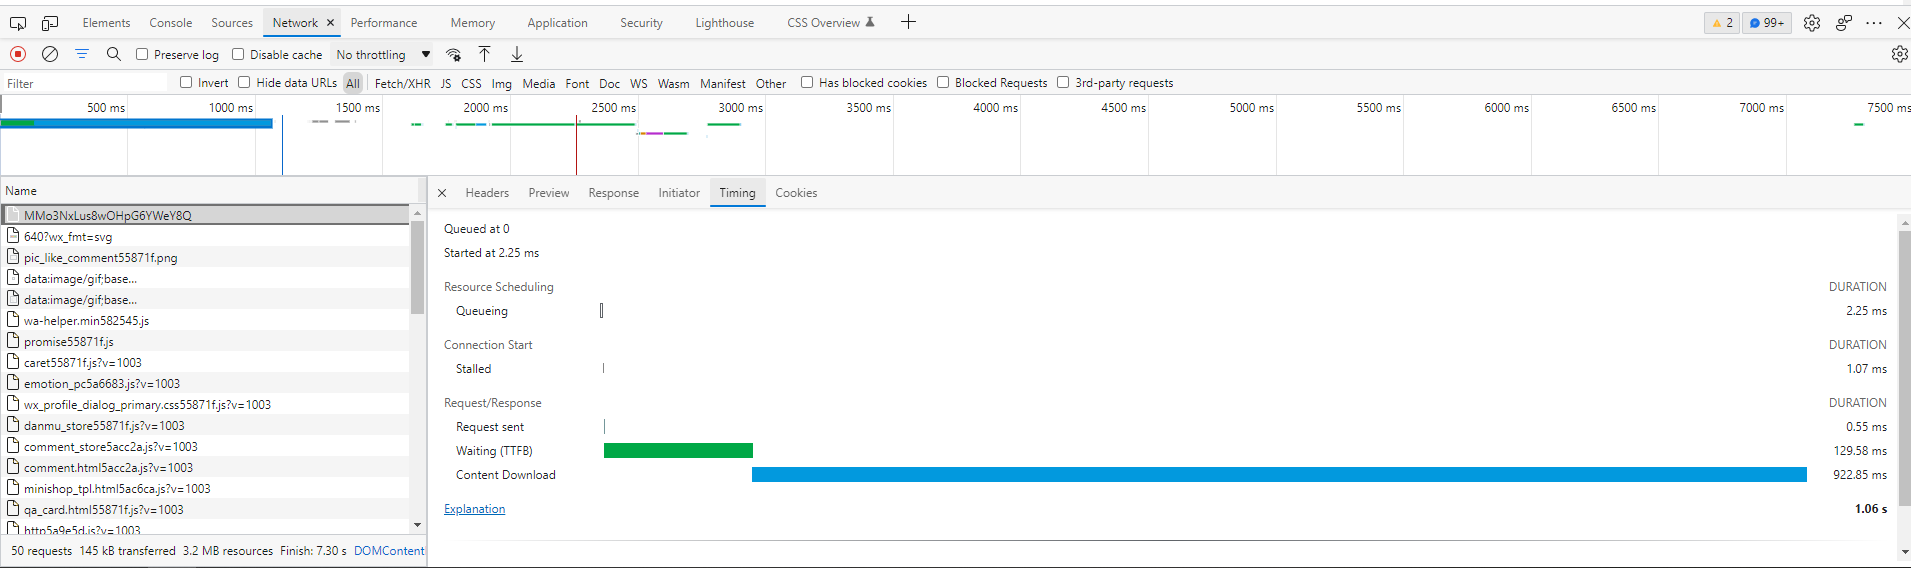 Elements Console Sources Network × Performance Memory Application Security Lighthouse CSS Overview + 2 99+ ···
Preserve log Disable cache No throttling
Filter Invert Hide data URLs All Fetch/XHR JS CSS Img Media Font Doc WS Wasm Manifest Other Has blocked cookies Blocked Requests 3rd-party requests
500 ms 1000 ms 1500 ms 2000 ms 2500 ms 3000 ms 3500 ms 4000 ms 4500 ms 5000 ms 5500 ms 6000 ms 6500 ms 7000 ms 7500 ms
Name
MMo3NxLus8wOHpG6YWeY8Q
640?wx_fmt=svg
pic_like_comment55871f.png
data:image/gif;base...
data:image/gif;base...
wa-helper.min582545.js
promise55871f.js
caret55871f.js?v=1003
emotion_pc5a6683.js?v=1003
wx_profile_dialog_primary.css55871f.js?v=1003
danmu_store55871f.js?v=1003
comment_store5acc2a.js?v=1003
comment.html5acc2a.js?v=1003
minishop_tpl.html5ac6ca.js?v=1003
qa_card.html55871f.js?v=1003
http5a9e5d.js?v=1003
50 requests 145 kB transferred 3.2 MB resources Finish: 7.30 s DOMContent
Headers Preview Response Initiator Timing Cookies
Queued at 0
Started at 2.25 ms
Resource Scheduling DURATION
Queueing 2.25 ms
Connection Start DURATION
Stalled 1.07 ms
Request/Response DURATION
Request sent 0.55 ms
Waiting (TTFB) 129.58 ms
Content Download 922.85 ms
Explanation 1.06 s